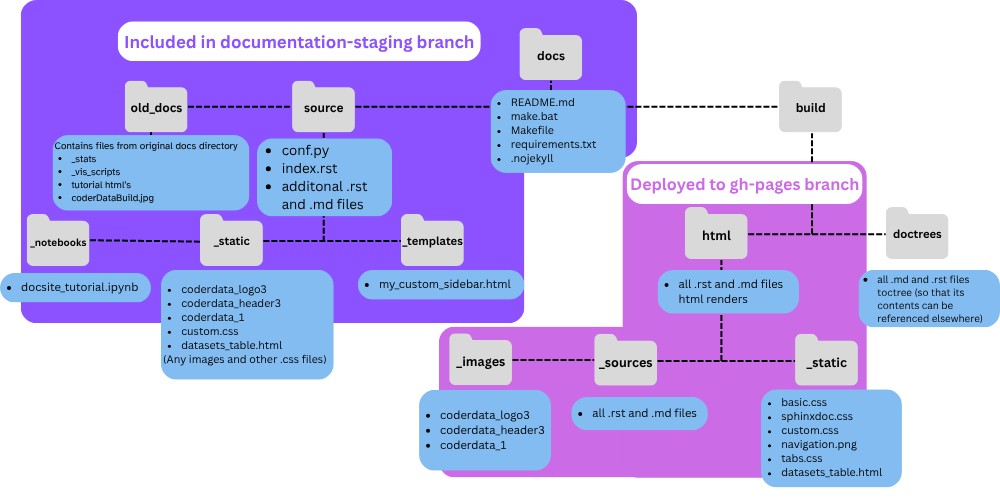 Included in documentation-staging branch
docs
README.md
make.bat
Makefile
requirements.txt
.nojekyll
old_docs
source
build
Contains files from original docs directory
_stats
_vis_scripts
tutorial html's
coderDataBuild.jpg
conf.py
index.rst
additonal .rst
and .md files
_notebooks
_static
_templates
docsite_tutorial.ipynb
coderdata_logo3
coderdata_header3
coderdata_1
custom.css
datasets_table.html
(Any images and other .css files)
my_custom_sidebar.html
Deployed to gh-pages branch
html
doctrees
all .rst and .md files
html renders
all .md and .rst files
toctree (so that its
contents can be
referenced elsewhere)
_images
_sources
_static
coderdata_logo3
coderdata_header3
coderdata_1
all .rst and .md files
basic.css
sphinxdoc.css
custom.css
navigation.png
tabs.css
datasets_table.html